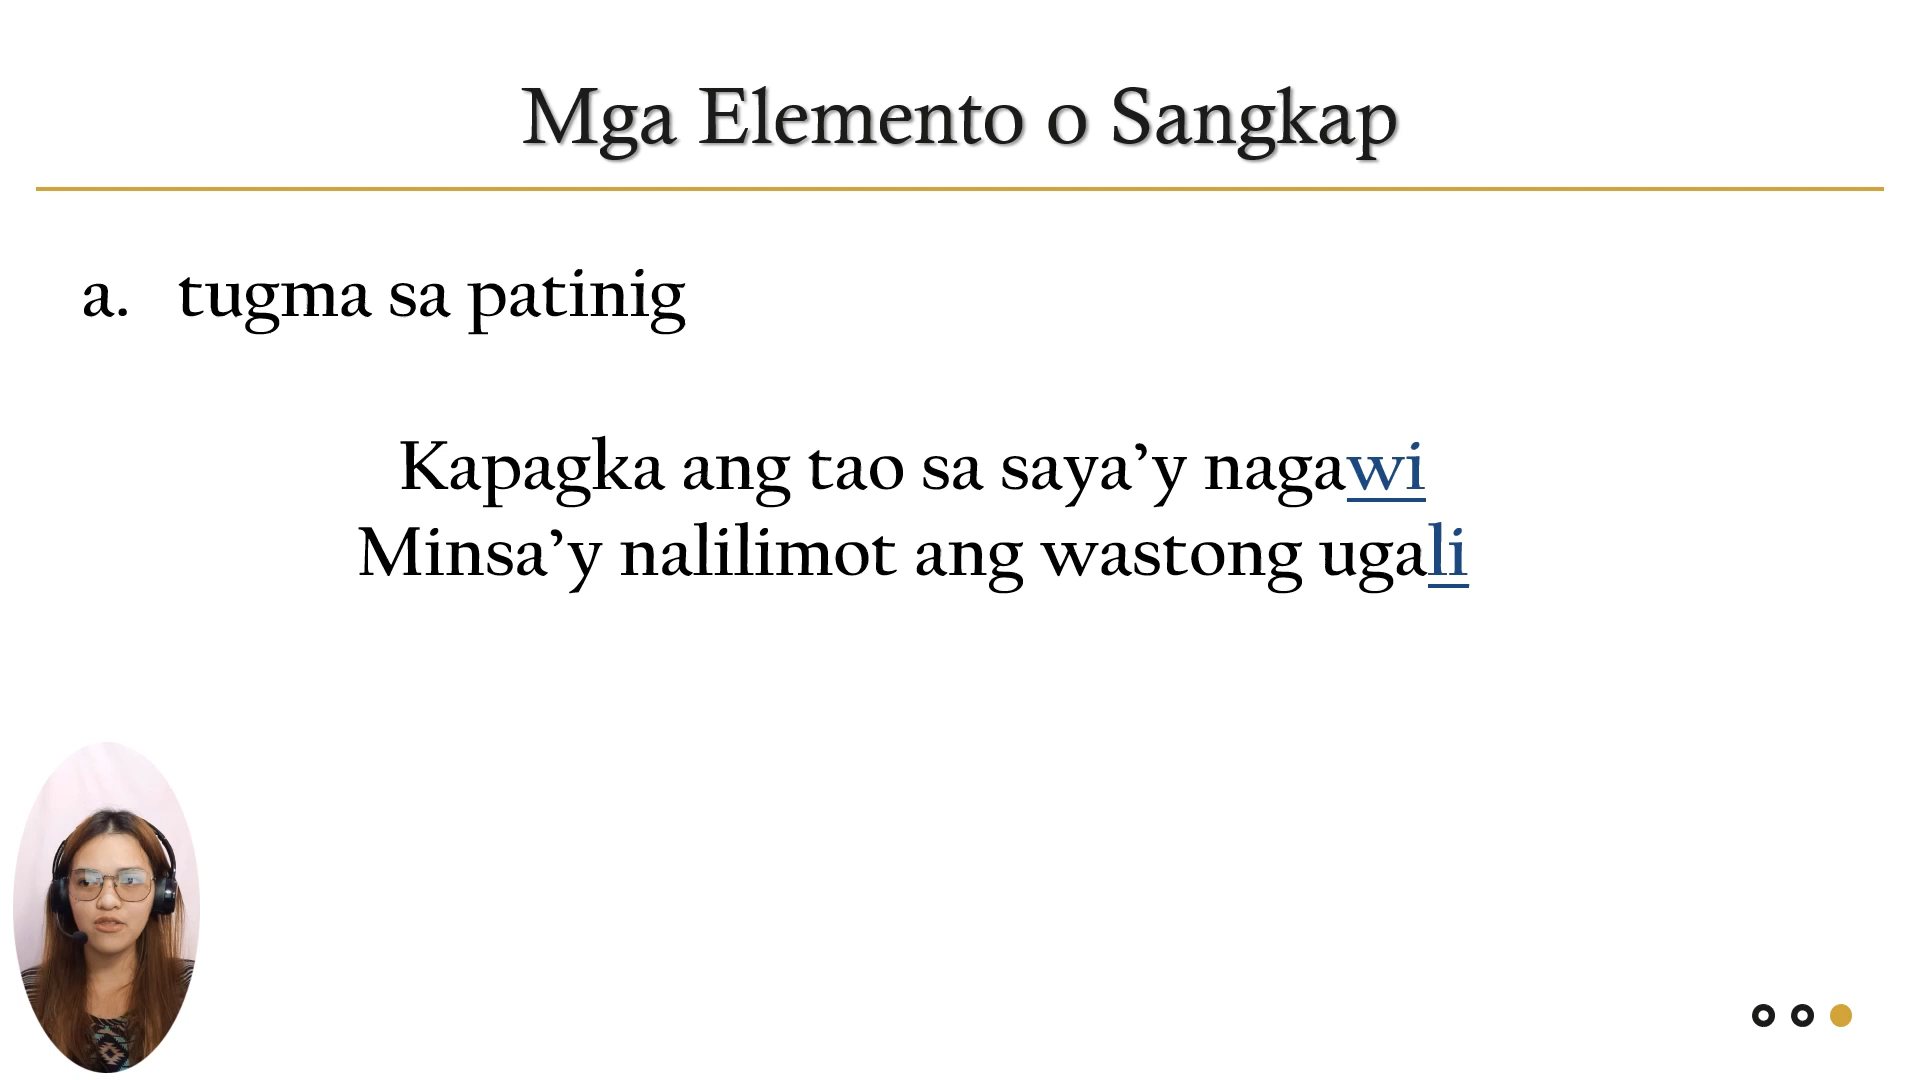 Mga Elemento o Sangkap
a. tugma sa patinig
Kapagka ang tao sa saya’y nagawi
Minsa’y nalilimot ang wastong ugali